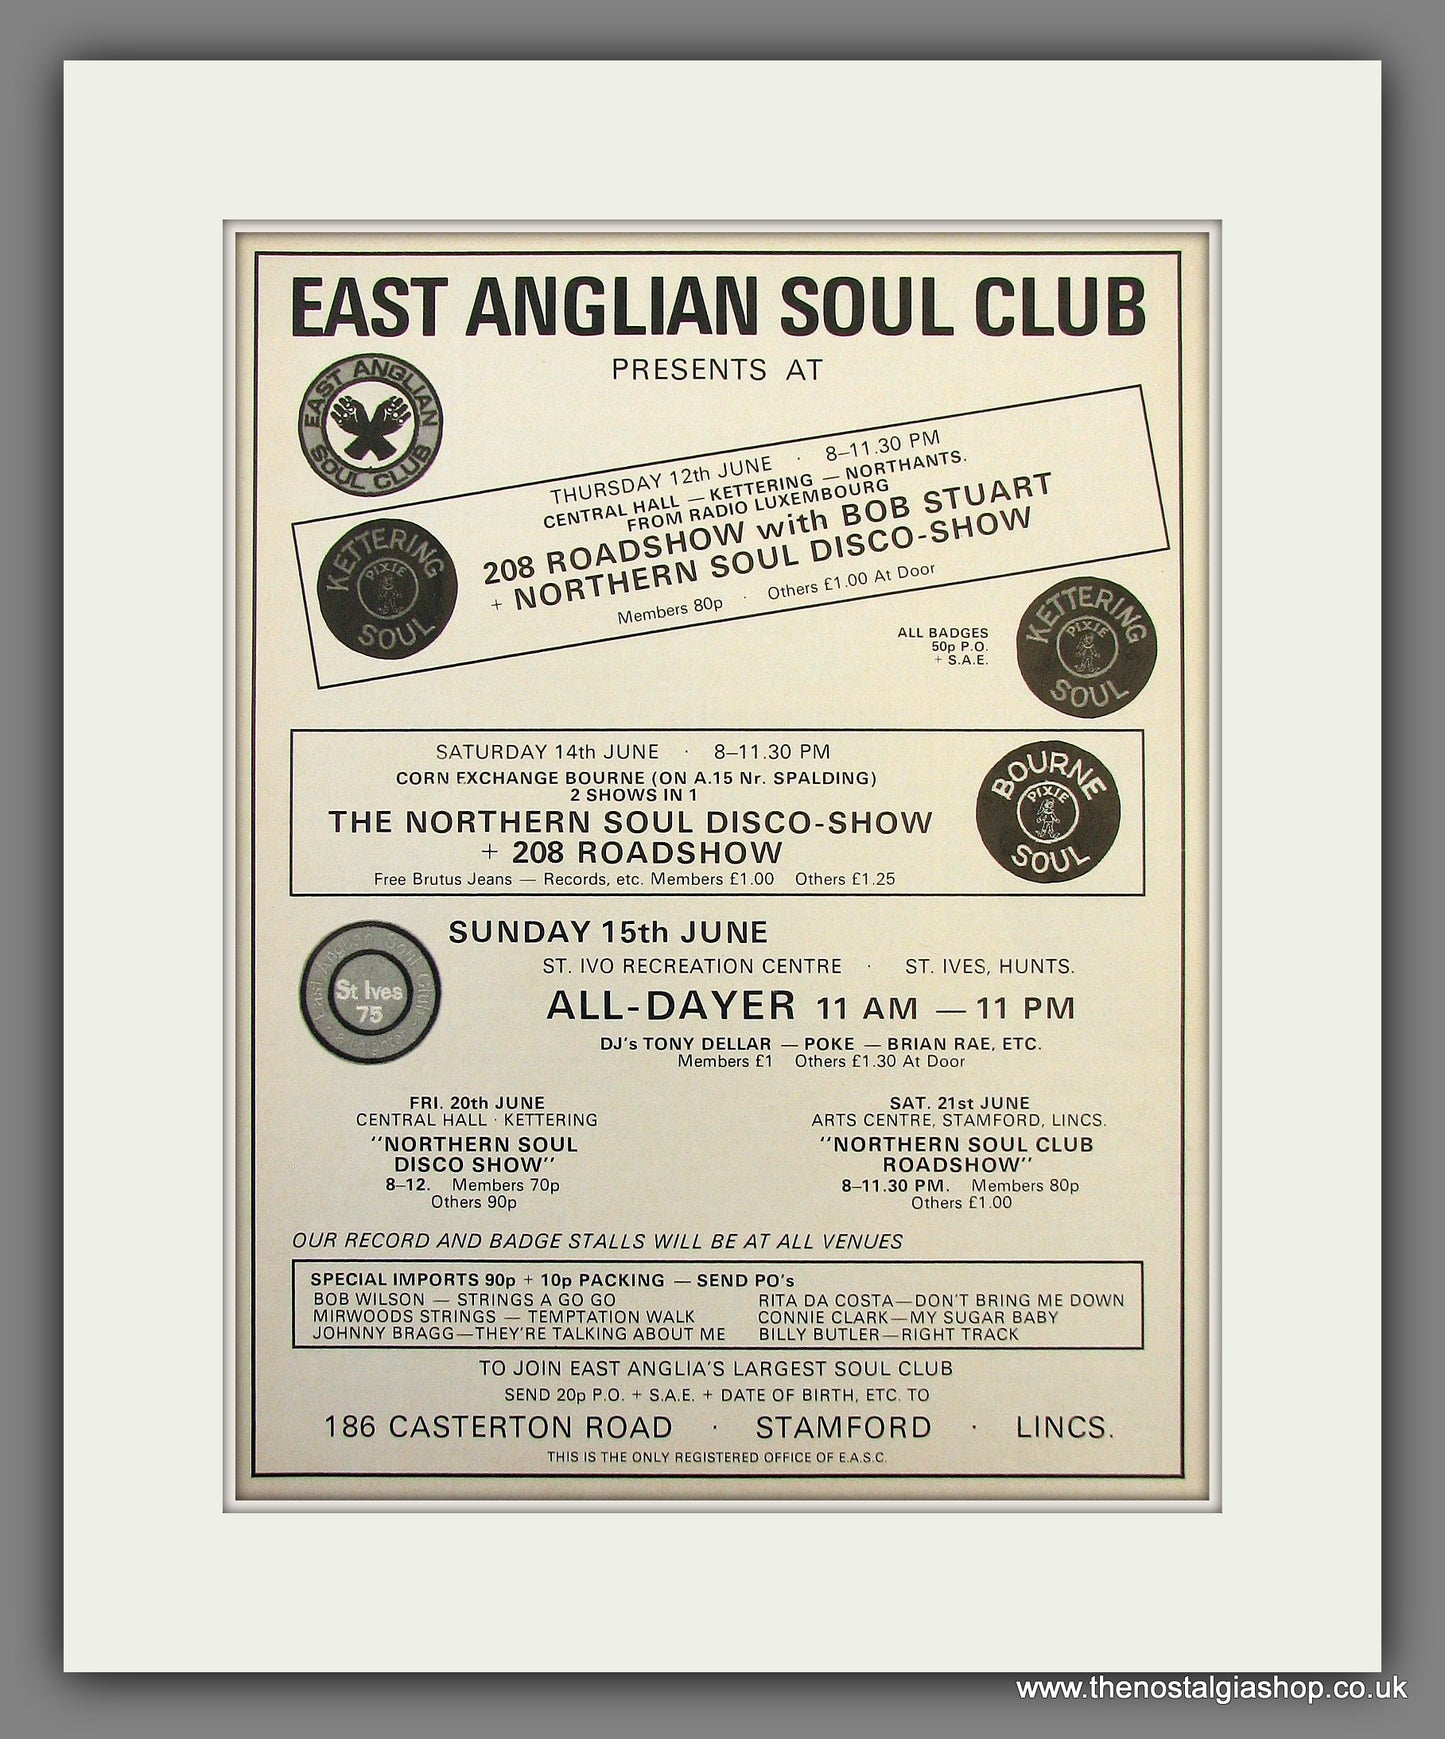 EAST ANGLIAN SOUL CLUB
PRESENTS AT
EAST ANGLIAN
SOUL CLUB
THURSDAY 12th JUNE · 8–11.30 PM
CENTRAL HALL — KETTERING — NORTHANTS.
FROM RADIO LUXEMBOURG
208 ROADSHOW with BOB STUART
+ NORTHERN SOUL DISCO-SHOW
Members 80p · Others £1.00 At Door
KETTERING
PIXIE
SOUL
ALL BADGES
50p P.O.
+ S.A.E.
KETTERING
PIXIE
SOUL
SATURDAY 14th JUNE · 8–11.30 PM
CORN EXCHANGE BOURNE (ON A.15 Nr. SPALDING)
2 SHOWS IN 1
THE NORTHERN SOUL DISCO-SHOW
+ 208 ROADSHOW
Free Brutus Jeans — Records, etc. Members £1.00 Others £1.25
BOURNE
PIXIE
SOUL
East Anglian Soul Club
St Ives
75
SUNDAY 15th JUNE
ST. IVO RECREATION CENTRE · ST. IVES, HUNTS.
ALL-DAYER 11 AM — 11 PM
DJ's TONY DELLAR — POKE — BRIAN RAE, ETC.
Members £1 Others £1.30 At Door
FRI. 20th JUNE
CENTRAL HALL · KETTERING
"NORTHERN SOUL
DISCO SHOW"
8–12. Members 70p
Others 90p
SAT. 21st JUNE
ARTS CENTRE, STAMFORD, LINCS.
"NORTHERN SOUL CLUB
ROADSHOW"
8–11.30 PM. Members 80p
Others £1.00
OUR RECORD AND BADGE STALLS WILL BE AT ALL VENUES
SPECIAL IMPORTS 90p + 10p PACKING — SEND PO's
BOB WILSON — STRINGS A GO GO
MIRWOODS STRINGS — TEMPTATION WALK
JOHNNY BRAGG—THEY'RE TALKING ABOUT ME
RITA DA COSTA—DON'T BRING ME DOWN
CONNIE CLARK—MY SUGAR BABY
BILLY BUTLER—RIGHT TRACK
TO JOIN EAST ANGLIA'S LARGEST SOUL CLUB
SEND 20p P.O. + S.A.E. + DATE OF BIRTH, ETC. TO
186 CASTERTON ROAD · STAMFORD · LINCS.
THIS IS THE ONLY REGISTERED OFFICE OF E.A.S.C.
www.thenostalgiashop.co.uk